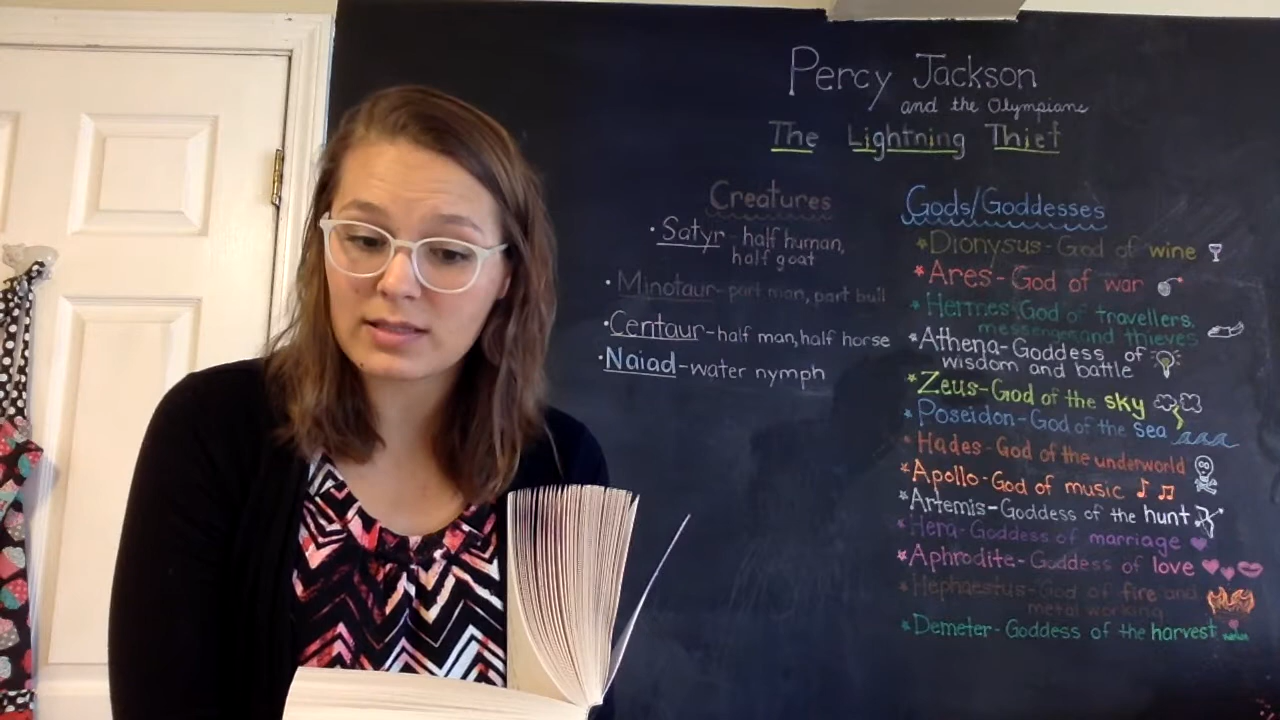 Percy Jackson
and the Olympians
The Lightning Thief
Creatures
• Satyr - half human,
half goat
• Minotaur - part man, part bull
• Centaur - half man, half horse
• Naiad - water nymph
Gods/Goddesses
* Dionysus - God of wine
* Ares - God of war
* Hermes - God of travellers,
messenger and thieves
* Athena - Goddess of
wisdom and battle
* Zeus - God of the sky
* Poseidon - God of the sea
* Hades - God of the underworld
* Apollo - God of music
* Artemis - Goddess of the hunt
* Hera - Goddess of marriage
* Aphrodite - Goddess of love
* Hephaestus - God of fire and
metal working
* Demeter - Goddess of the harvest